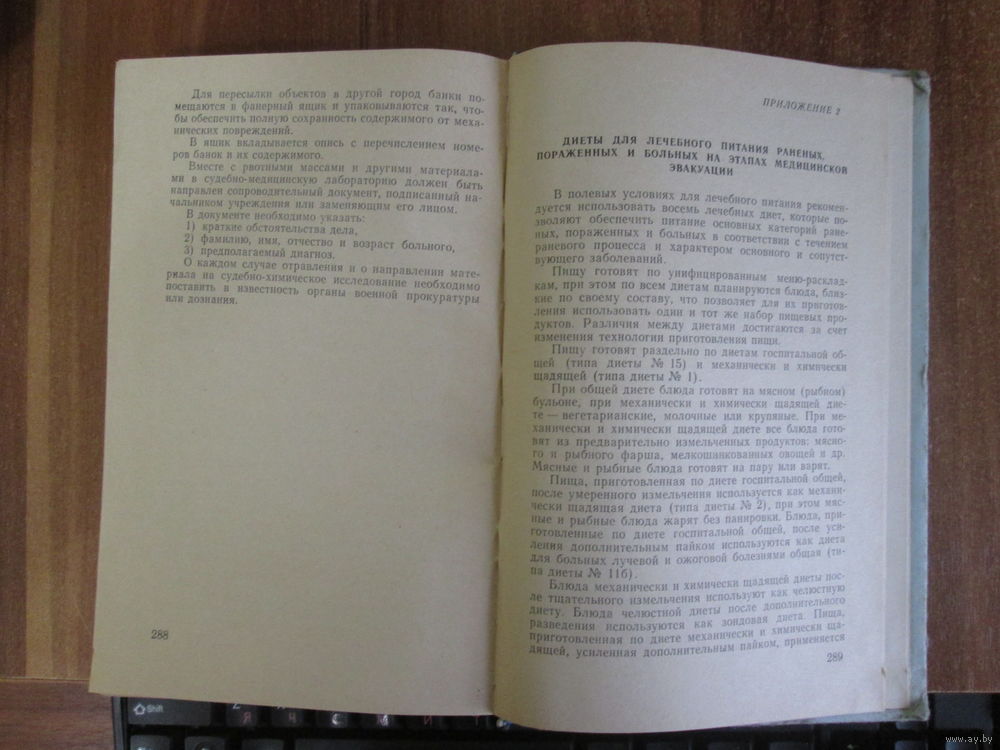 Для пересылки объектов в другой город банки по-
мещаются в фанерный ящик и упаковываются так, что-
бы обеспечить полную сохранность содержимого от меха-
нических повреждений.
В ящик вкладывается опись с перечислением номе-
ров банок и их содержимого.
Вместе с рвотными массами и другими материала-
ми в судебно-медицинскую лабораторию должен быть
направлен сопроводительный документ, подписанный на-
чальником учреждения или заменяющим его лицом.
В документе необходимо указать:
1) краткие обстоятельства дела,
2) фамилию, имя, отчество и возраст больного,
3) предполагаемый диагноз.
О каждом случае отравления и о направлении мате-
риала на судебно-химическое исследование необходимо
поставить в известность органы военной прокуратуры
или дознания.
288
ПРИЛОЖЕНИЕ 2
ДИЕТЫ ДЛЯ ЛЕЧЕБНОГО ПИТАНИЯ РАНЕНЫХ,
ПОРАЖЕННЫХ И БОЛЬНЫХ НА ЭТАПАХ МЕДИЦИНСКОЙ
ЭВАКУАЦИИ
В полевых условиях для лечебного питания рекомен-
дуется использовать восемь лечебных диет, которые по-
зволяют обеспечить питание основных категорий ране-
ных, пораженных и больных в соответствии с течением
раневого процесса и характером основного и сопутст-
вующего заболеваний.
Пищу готовят по унифицированным меню-расклад-
кам, при этом по всем диетам планируются блюда, близ-
кие по своему составу, что позволяет для их приготов-
ления использовать один и тот же набор пищевых про-
дуктов. Различия между диетами достигаются за счет
изменения технологии приготовления пищи.
Пищу готовят раздельно по диетам госпитальной об-
щей (типа диеты № 15) и механически и химически
щадящей (типа диеты № 1).
При общей диете блюда готовят на мясном (рыбном)
бульоне, при механически и химически щадящей дие-
те — вегетарианские, молочные или крупяные. При ме-
ханически и химически щадящей диете все блюда гото-
вят из предварительно измельченных продуктов: мясно-
го и рыбного фарша, мелкошинкованных овощей и др.
Мясные и рыбные блюда готовят на пару или варят.
Пища, приготовленная по диете госпитальной общей,
после умеренного измельчения используется как механи-
чески щадящая диета (типа диеты № 2), при этом мяс-
ные и рыбные блюда жарят без панировки. Блюда, при-
готовленные по диете госпитальной общей, после уси-
ления дополнительным пайком используются как диета
для больных лучевой и ожоговой болезнями общая (ти-
па диеты № 11б).
Блюда механически и химически щадящей диеты пос-
ле тщательного измельчения используют как челюстную
диету. Блюда челюстной диеты после дополнительного
разведения используются как зондовая диета. Пища,
приготовленная по диете механически и химически ща-
дящей, усиленная дополнительным пайком, применяется
289
Shift
Z Я Ч С М И
www.ay.by